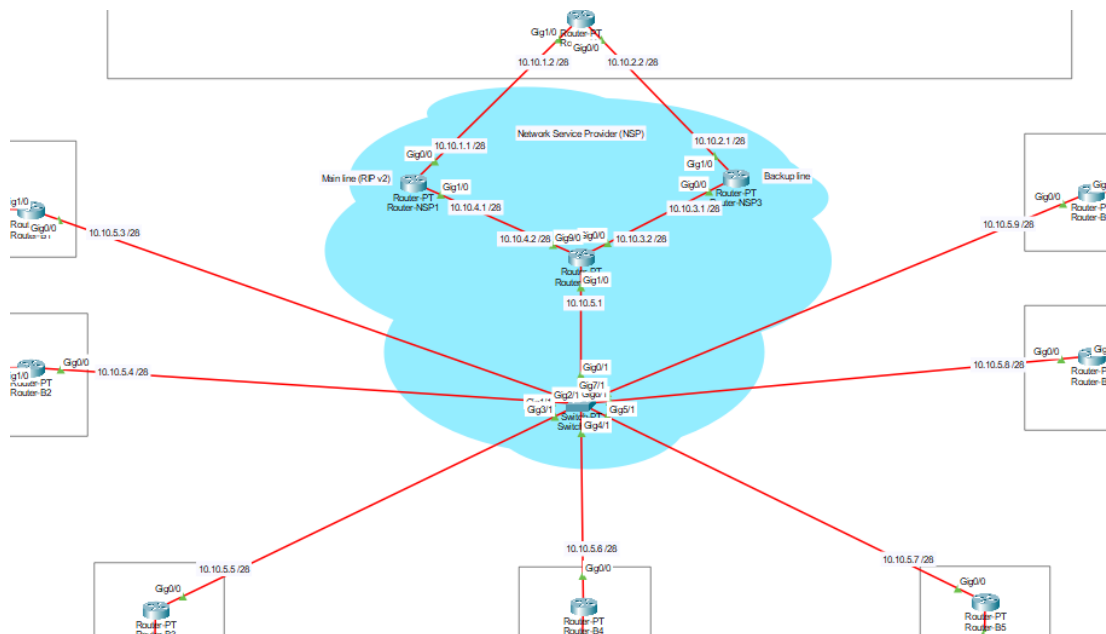 Gig1/0
Router-PT
Gig0/0
10.10.1.2 /28
10.10.2.2 /28
Network Service Provider (NSP)
10.10.1.1 /28
10.10.2.1 /28
Gig0/0
Gig1/0
Main line (RIP v2)
Backup line
Gig1/0
Gig0/0
Router-PT
Router-NSP1
Router-PT
Router-NSP3
10.10.4.1 /28
10.10.3.1 /28
Gig0/0
10.10.5.9 /28
Gig0/0
10.10.5.3 /28
10.10.4.2 /28
Gig9/0
10.10.3.2 /28
Gig1/0
10.10.5.1
Gig0/0
10.10.5.4 /28
Router-PT
Router-B2
Gig0/1
Gig7/1
Gig0/0
10.10.5.8 /28
Gig2/1
Gig3/1
Gig5/1
Gig4/1
10.10.5.6 /28
10.10.5.5 /28
10.10.5.7 /28
Gig0/0
Gig0/0
Gig0/0
Router-PT
Router-PT
Router-B4
Router-PT
Router-B5